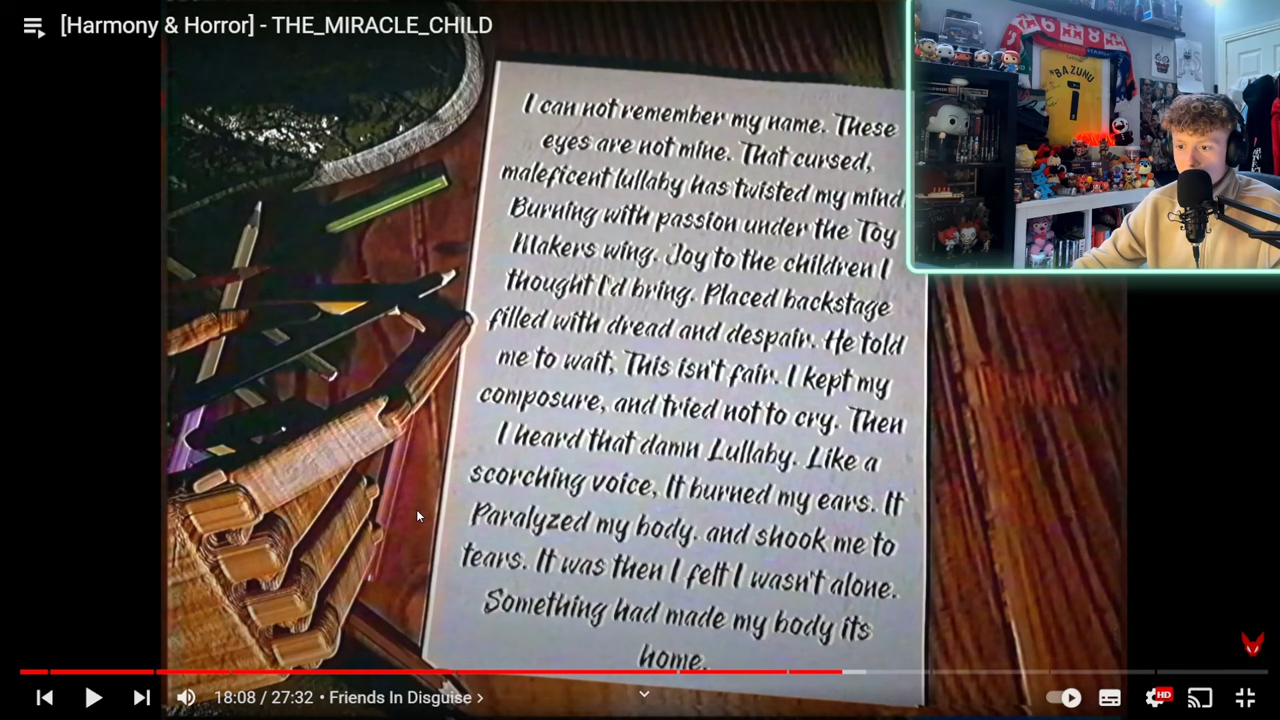 [Harmony & Horror] - THE_MIRACLE_CHILD
BAZUNU
1
I can not remember my name. These
eyes are not mine. That cursed,
maleficent lullaby has twisted my mind.
Burning with passion under the Toy
Makers wing. Joy to the children I
thought I'd bring. Placed backstage
filled with dread and despair. He told
me to wait, This isn't fair. I kept my
composure, and tried not to cry. Then
I heard that damn Lullaby. Like a
scorching voice, It burned my ears. It
Paralyzed my body. and shook me to
tears. It was then I felt I wasn't alone.
Something had made my body its
home.
18:08 / 27:32 • Friends In Disguise >
HD